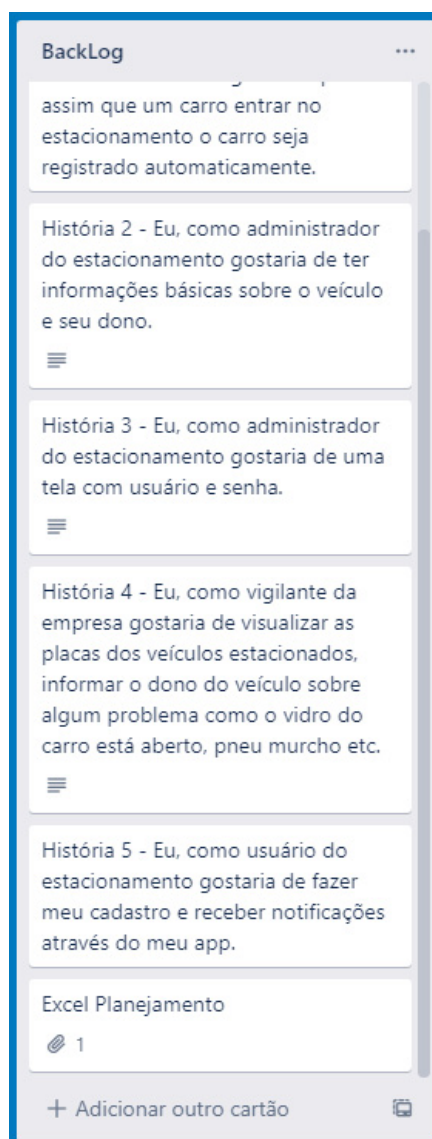 BackLog
assim que um carro entrar no
estacionamento o carro seja
registrado automaticamente.
História 2 - Eu, como administrador
do estacionamento gostaria de ter
informações básicas sobre o veículo
e seu dono.
História 3 - Eu, como administrador
do estacionamento gostaria de uma
tela com usuário e senha.
História 4 - Eu, como vigilante da
empresa gostaria de visualizar as
placas dos veículos estacionados,
informar o dono do veículo sobre
algum problema como o vidro do
carro está aberto, pneu murcho etc.
História 5 - Eu, como usuário do
estacionamento gostaria de fazer
meu cadastro e receber notificações
através do meu app.
Excel Planejamento
1
+ Adicionar outro cartão